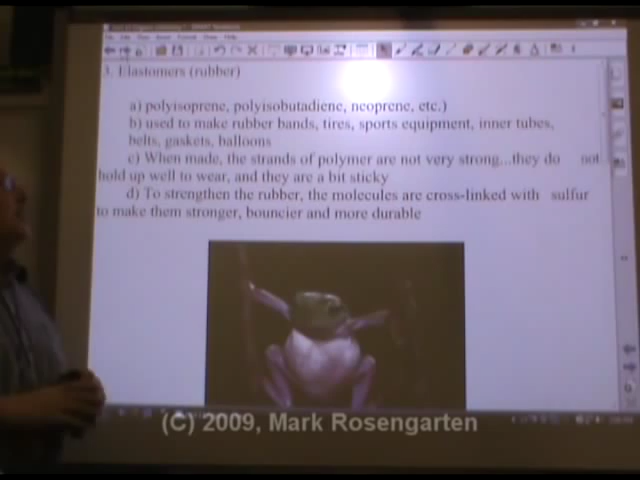 3. Elastomers (rubber)
a) polyisoprene, polyisobutadiene, neoprene, etc.)
b) used to make rubber bands, tires, sports equipment, inner tubes,
belts, gaskets, balloons
c) When made, the strands of polymer are not very strong...they do not
hold up well to wear, and they are a bit sticky
d) To strengthen the rubber, the molecules are cross-linked with sulfur
to make them stronger, bouncier and more durable
(C) 2009, Mark Rosengarten